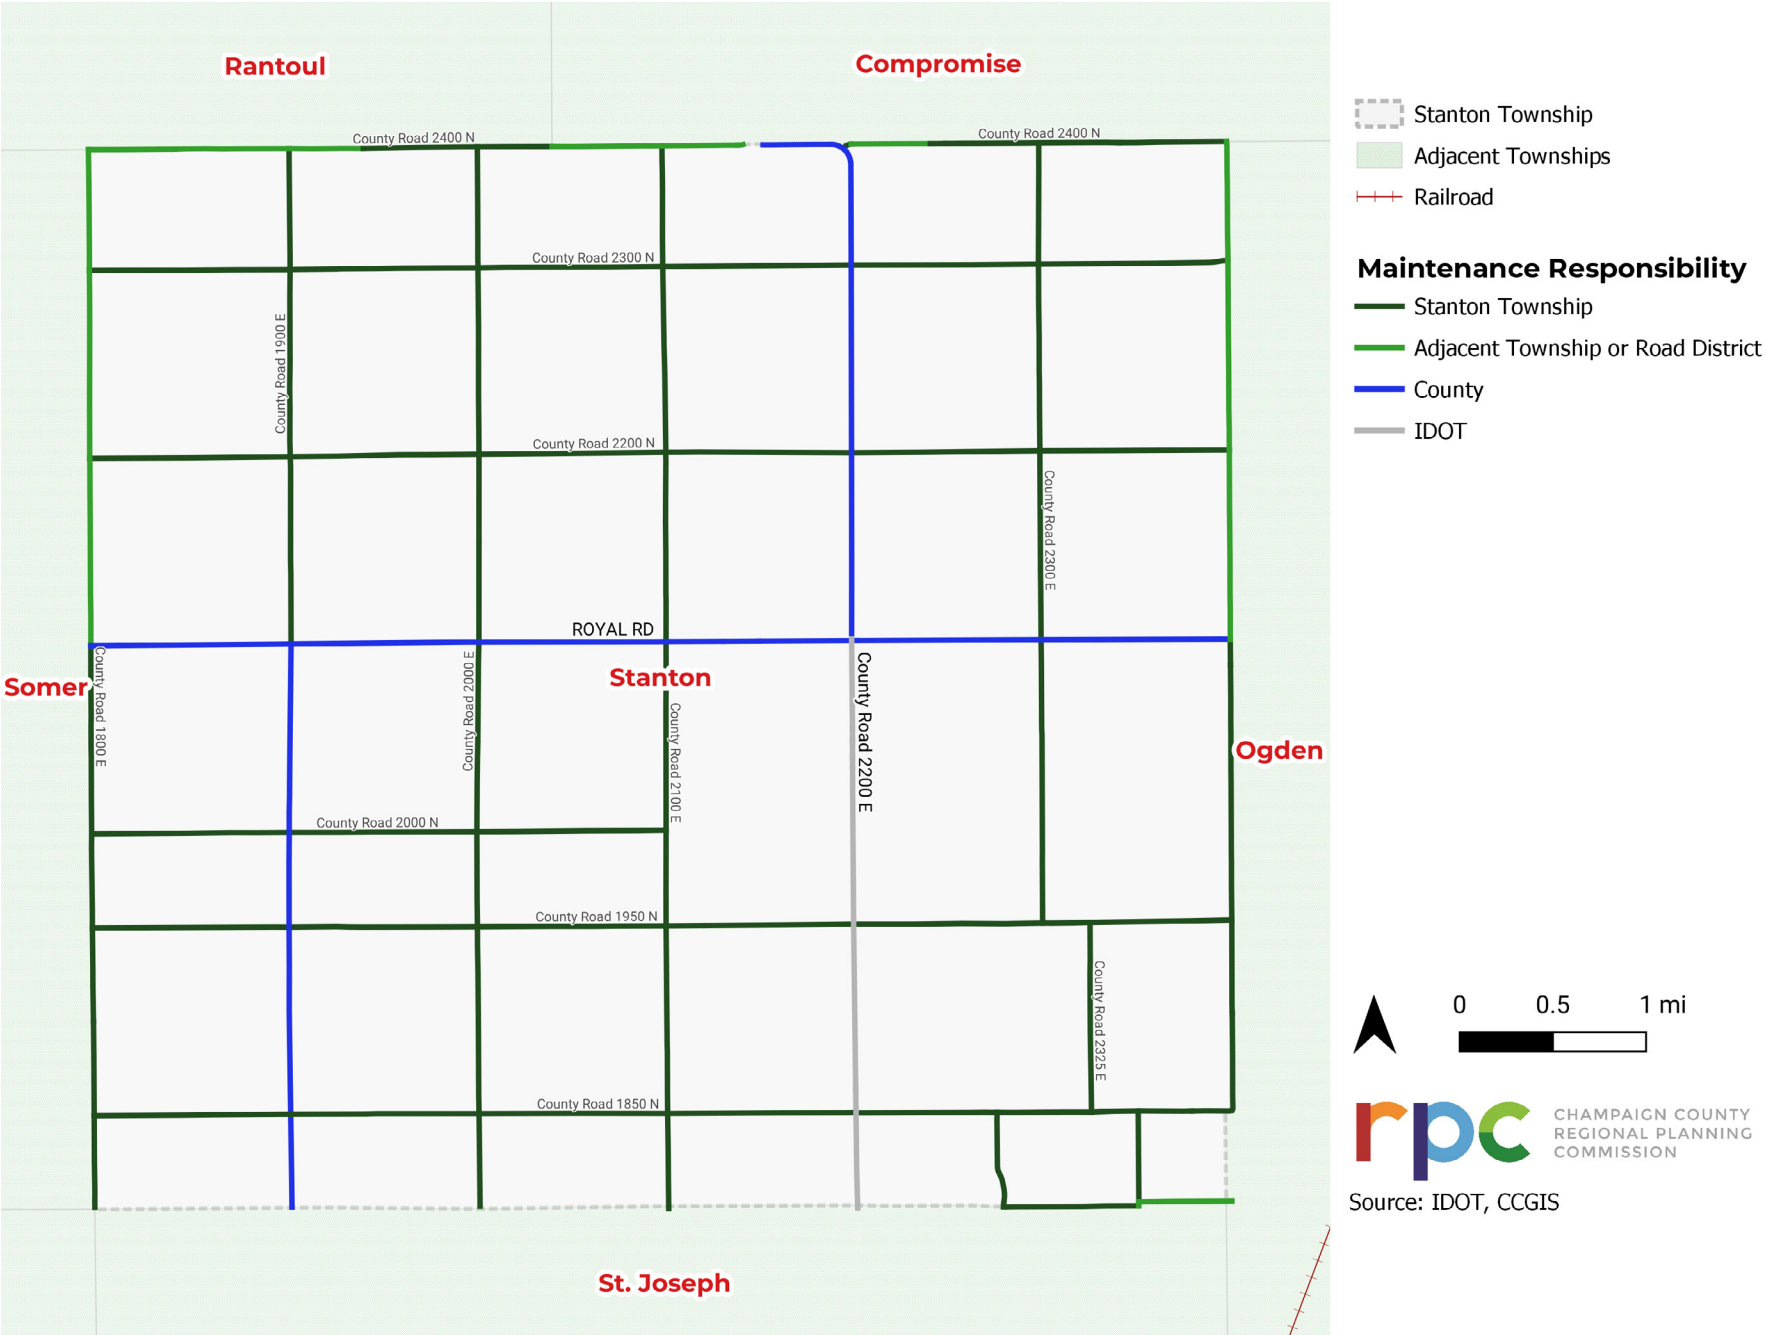 Rantoul
Compromise
County Road 2400 N
County Road 2400 N
County Road 2300 N
County Road 1900 E
County Road 2200 N
County Road 2300 E
ROYAL RD
Somer
County Road 1800 E
County Road 2000 E
Stanton
County Road 2100 E
County Road 2200 E
Ogden
County Road 2000 N
County Road 1950 N
County Road 2325 E
County Road 1850 N
St. Joseph
Stanton Township
Adjacent Townships
Railroad
Maintenance Responsibility
Stanton Township
Adjacent Township or Road District
County
IDOT
0 0.5 1 mi
rpc
CHAMPAIGN COUNTY
REGIONAL PLANNING
COMMISSION
Source: IDOT, CCGIS